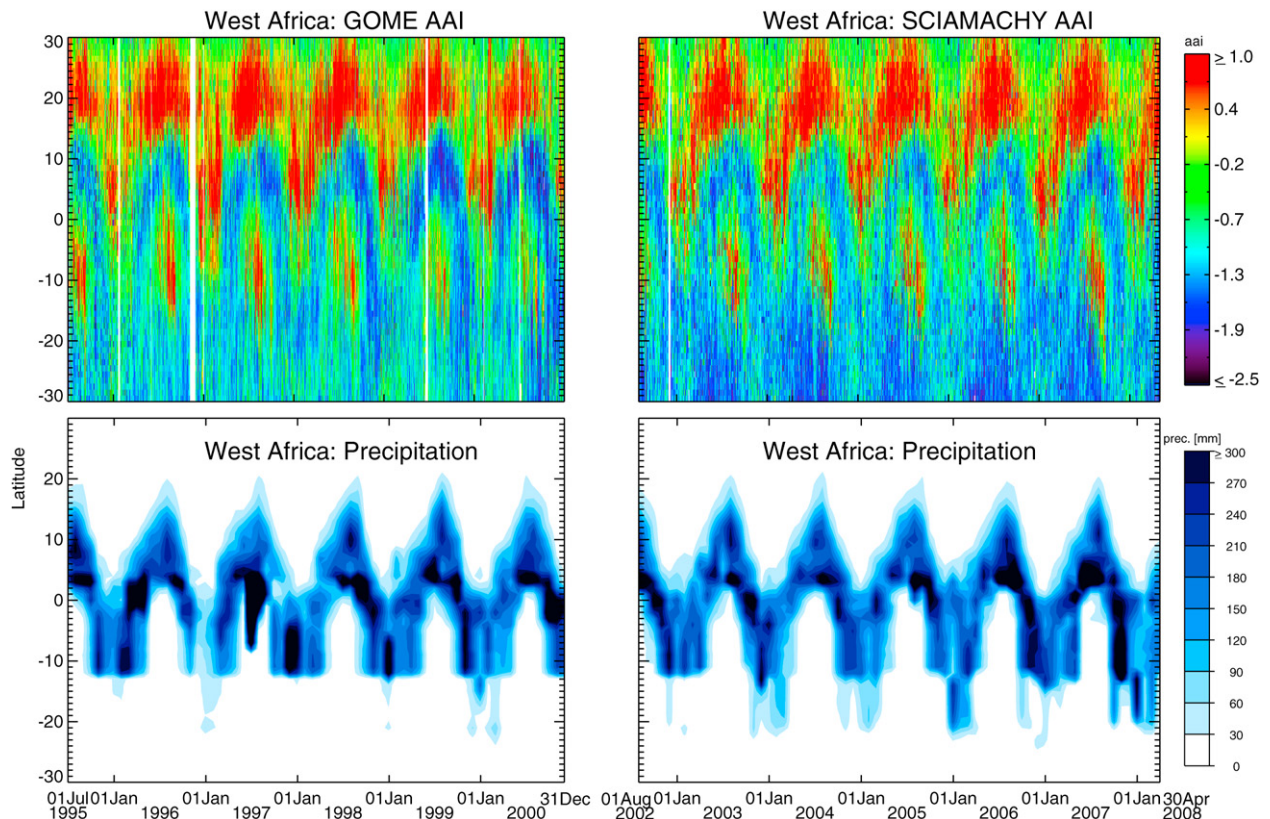 West Africa: GOME AAI
West Africa: SCIAMACHY AAI
aai
30
20
10
0
-10
-20
-30
≥ 1.0
0.4
-0.2
-0.7
-1.3
-1.9
≤ -2.5
West Africa: Precipitation
West Africa: Precipitation
prec. [mm]
Latitude
20
10
0
-10
-20
-30
≥ 300
270
240
210
180
150
120
90
60
30
0
01Jul 01Jan 01Jan 01Jan 01Jan 01Jan 31Dec
1995 1996 1997 1998 1999 2000
01Aug 01Jan 01Jan 01Jan 01Jan 01Jan 01Jan 30Apr
2002 2003 2004 2005 2006 2007 2008